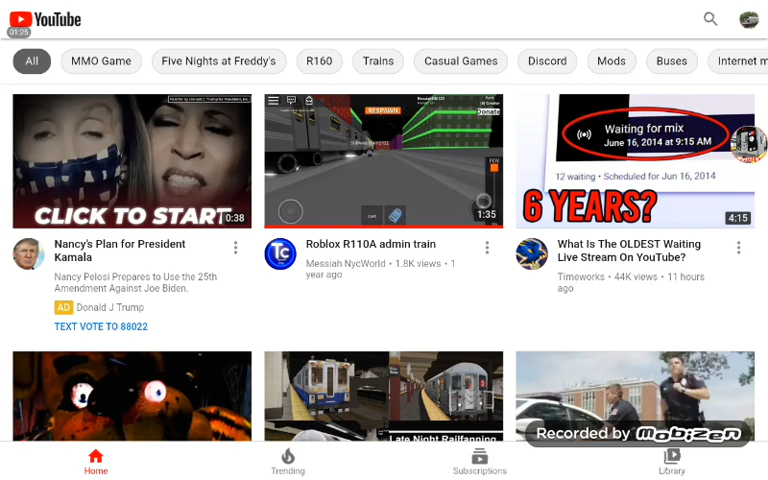 YouTube
01:25
All
MMO Game
Five Nights at Freddy's
R160
Trains
Casual Games
Discord
Mods
Buses
Internet m
CLICK TO START
0:38
RESPAWN
Donate
FOV
1:35
Waiting for mix
June 16, 2014 at 9:15 AM
12 waiting • Scheduled for Jun 16, 2014
6 YEARS?
4:15
Nancy's Plan for President
Kamala
Nancy Pelosi Prepares to Use the 25th
Amendment Against Joe Biden.
AD Donald J Trump
TEXT VOTE TO 88022
Tc
Roblox R110A admin train
Messiah NycWorld • 1.8K views • 1
year ago
What Is The OLDEST Waiting
Live Stream On YouTube?
Timeworks • 44K views • 11 hours
ago
Late Night Railfanning
Recorded by MOBIZEN
Home
Trending
Subscriptions
Library